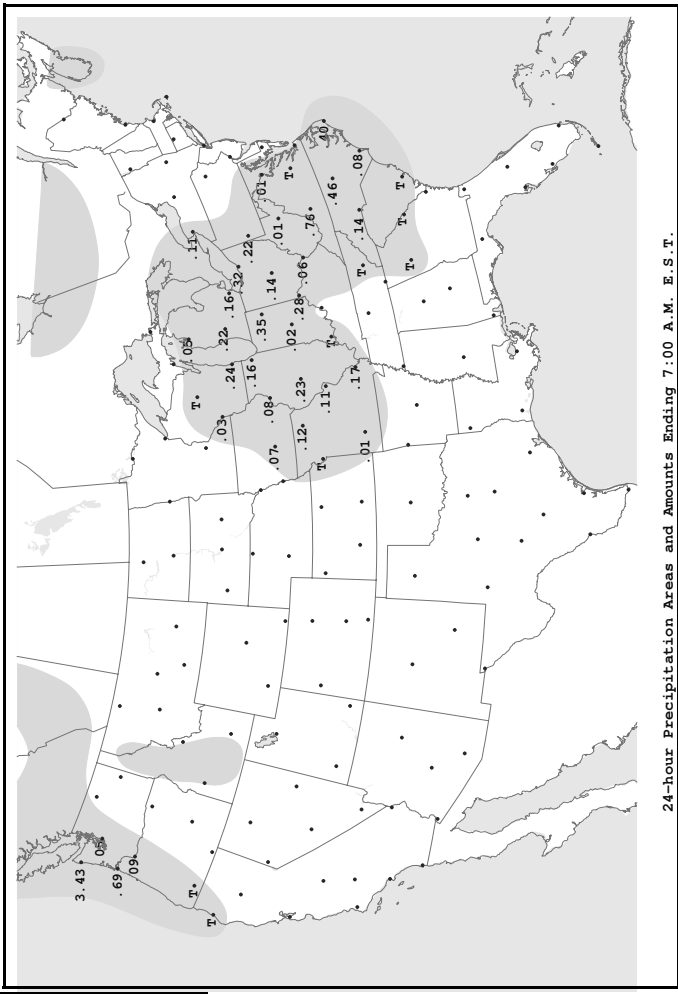 3.43
05
.69
09
T
T
05
.11
T
.03
.22
.16
.24
.32
.22
.16
.35
.01
.08
.14
.07
.01
T
.02
.28
.23
.06
.12
.76
T
40
.11
T
.46
.17
.14
.08
T
.01
T
T
T
24-hour Precipitation Areas and Amounts Ending 7:00 A.M. E.S.T.